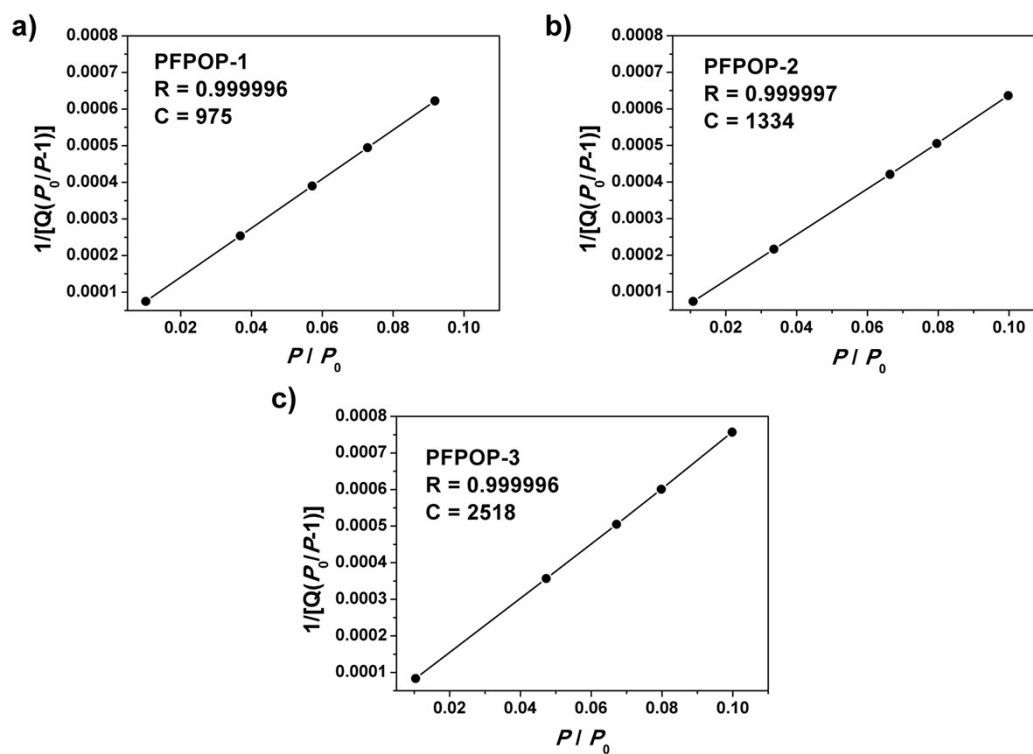 a)
PFPOP-1
R = 0.999996
C = 975
1/[Q(P0/P-1)]
0.0008
0.0007
0.0006
0.0005
0.0004
0.0003
0.0002
0.0001
0.02 0.04 0.06 0.08 0.10
P / P0
b)
PFPOP-2
R = 0.999997
C = 1334
1/[Q(P0/P-1)]
0.0008
0.0007
0.0006
0.0005
0.0004
0.0003
0.0002
0.0001
0.02 0.04 0.06 0.08 0.10
P / P0
c)
PFPOP-3
R = 0.999996
C = 2518
1/[Q(P0/P-1)]
0.0008
0.0007
0.0006
0.0005
0.0004
0.0003
0.0002
0.0001
0.02 0.04 0.06 0.08 0.10
P / P0